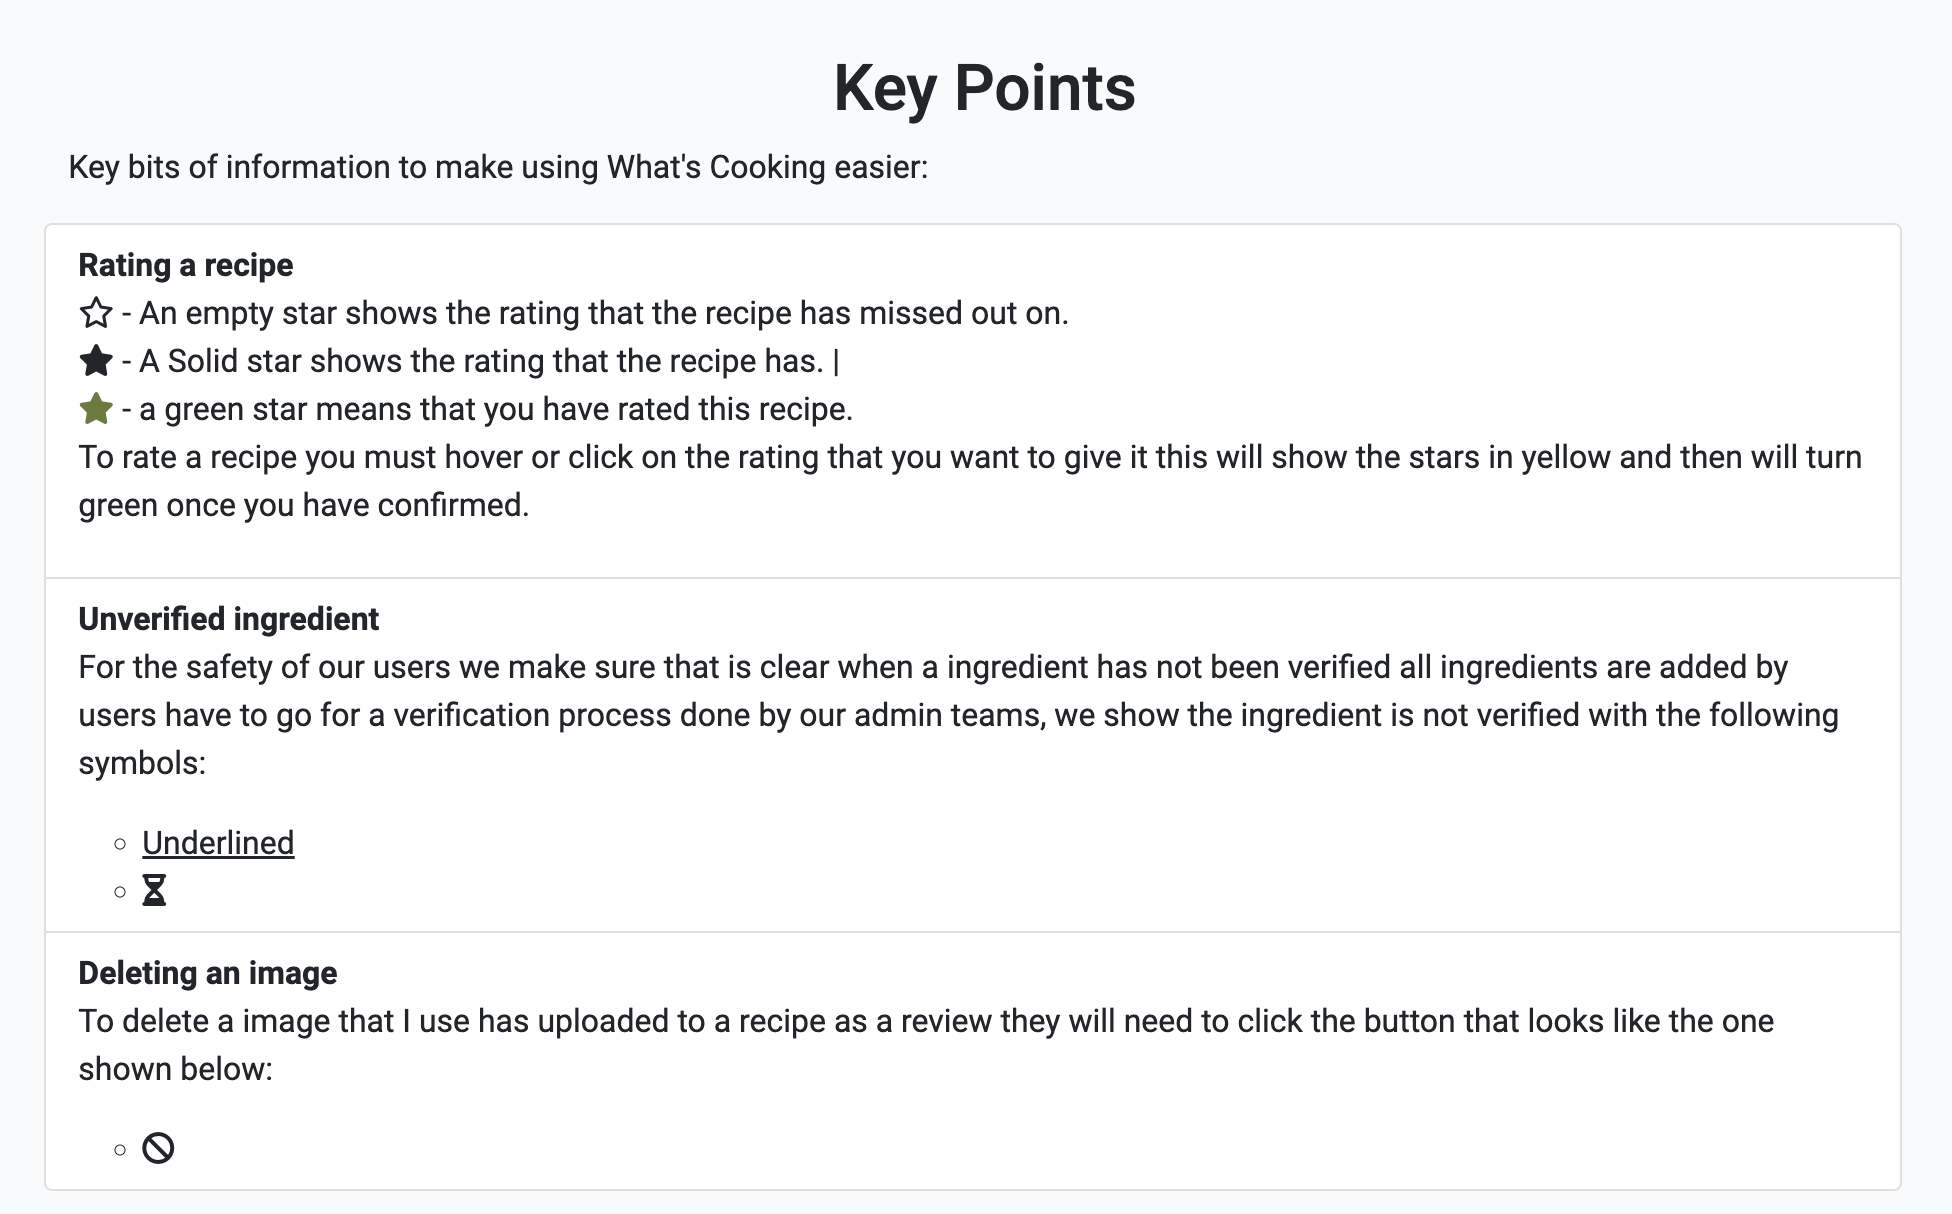 Key Points
Key bits of information to make using What's Cooking easier:
Rating a recipe
☆ - An empty star shows the rating that the recipe has missed out on.
★ - A Solid star shows the rating that the recipe has. |
★ - a green star means that you have rated this recipe.
To rate a recipe you must hover or click on the rating that you want to give it this will show the stars in yellow and then will turn
green once you have confirmed.
Unverified ingredient
For the safety of our users we make sure that is clear when a ingredient has not been verified all ingredients are added by
users have to go for a verification process done by our admin teams, we show the ingredient is not verified with the following
symbols:
Underlined
Deleting an image
To delete a image that I use has uploaded to a recipe as a review they will need to click the button that looks like the one
shown below: